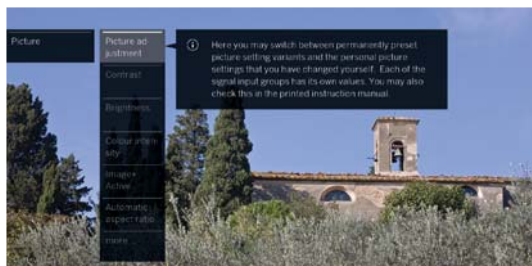 Picture
Picture ad
justment
Contrast
Brightness
Colour inten
sity
Image+
Active
Automatic
aspect ratio
more
Here you may switch between permanently preset
picture setting variants and the personal picture
settings that you have changed yourself. Each of the
signal input groups has its own values. You may also
check this in the printed instruction manual.